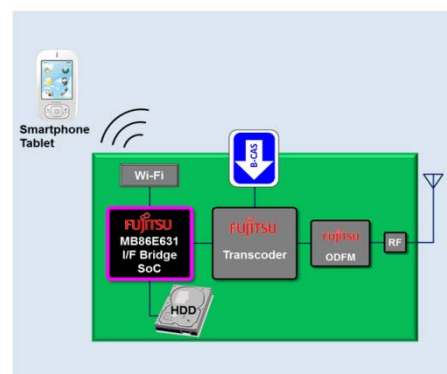 Smartphone
Tablet
Wi-Fi
B-CAS
FUJITSU
MB86E631
I/F Bridge
SoC
FUJITSU
Transcoder
FUJITSU
ODFM
RF
HDD